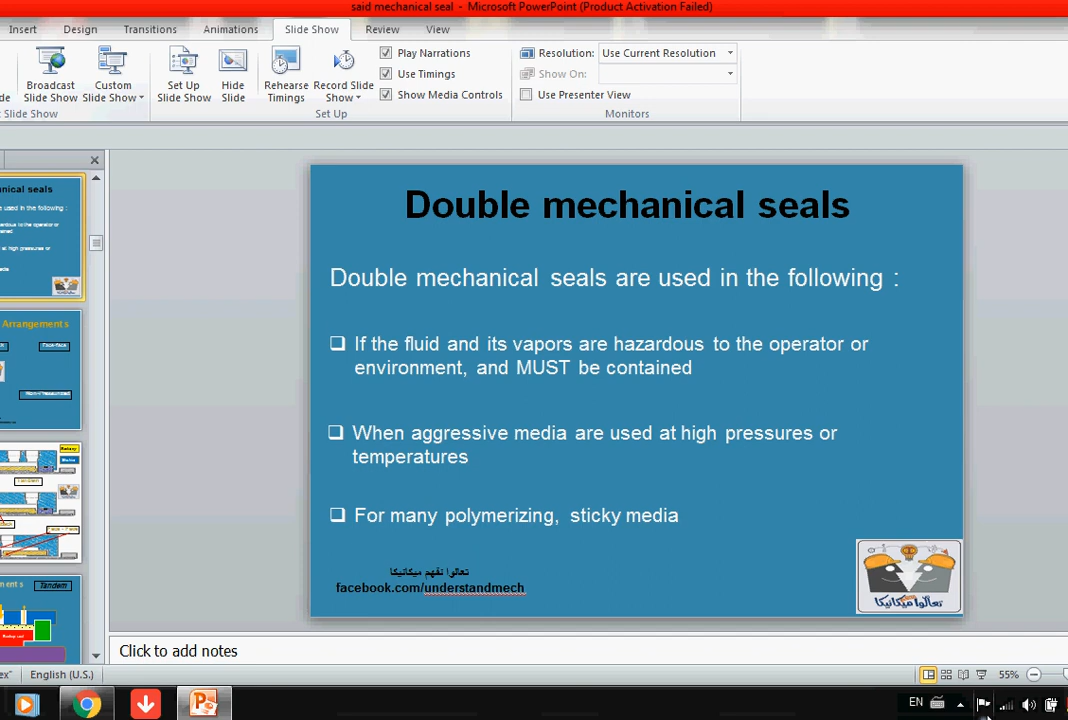 said mechanical seal - Microsoft PowerPoint (Product Activation Failed)
Insert Design Transitions Animations Slide Show Review View
Play Narrations Resolution: Use Current Resolution
Use Timings Show On:
Broadcast Custom Set Up Hide Rehearse Record Slide
Slide Show Slide Show Slide Show Slide Timings Show
Show Media Controls Use Presenter View
Slide Show Set Up Monitors
Double mechanical seals
Double mechanical seals are used in the following :
If the fluid and its vapors are hazardous to the operator or
environment, and MUST be contained
When aggressive media are used at high pressures or
temperatures
For many polymerizing, sticky media
تعالوا نفهم ميكانيكا
facebook.com/understandmech
تعالوا ميكانيكا
Arrangements
Tandem
Click to add notes
English (U.S.) 55%
EN